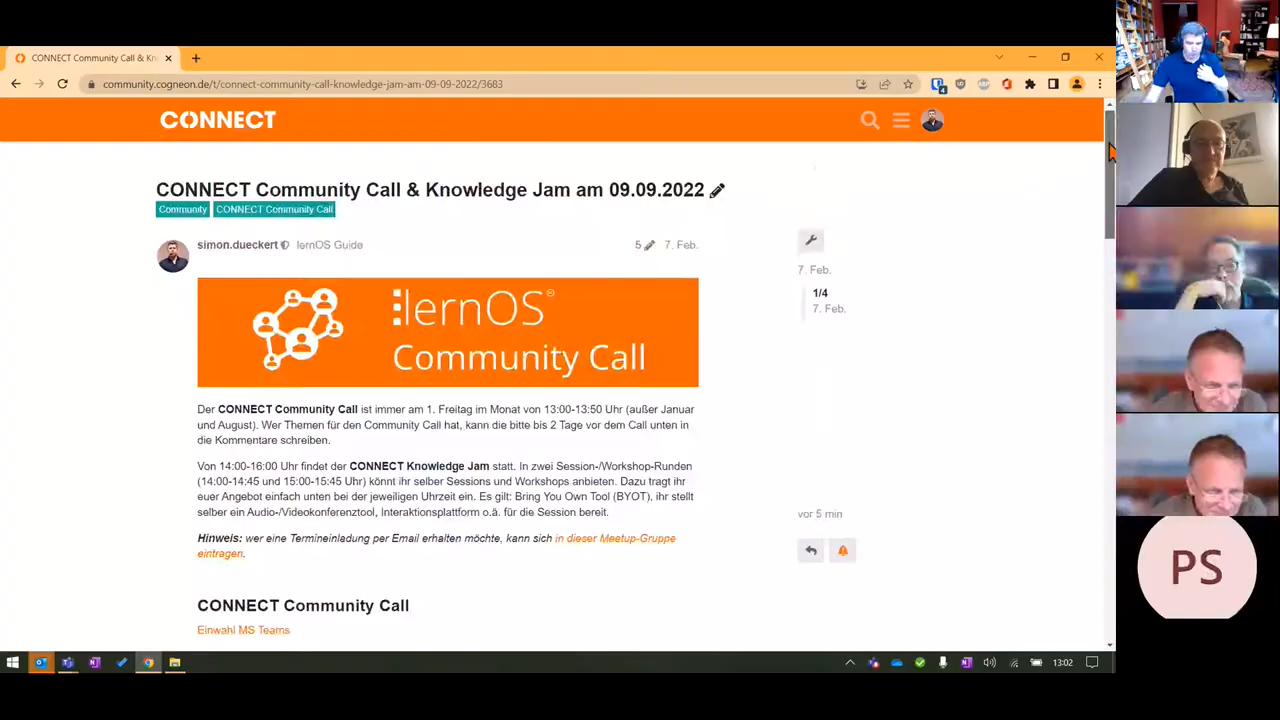 CONNECT Community Call & Kn
community.cogneon.de/t/connect-community-call-knowledge-jam-am-09-09-2022/3683
4
CONNECT
CONNECT Community Call & Knowledge Jam am 09.09.2022
Community CONNECT Community Call
simon.dueckert lernOS Guide 5 7. Feb.
lernOS®
Community Call
7. Feb.
1/4
7. Feb.
Der CONNECT Community Call ist immer am 1. Freitag im Monat von 13:00-13:50 Uhr (außer Januar
und August). Wer Themen für den Community Call hat, kann die bitte bis 2 Tage vor dem Call unten in
die Kommentare schreiben.
Von 14:00-16:00 Uhr findet der CONNECT Knowledge Jam statt. In zwei Session-/Workshop-Runden
(14:00-14:45 und 15:00-15:45 Uhr) könnt ihr selber Sessions und Workshops anbieten. Dazu tragt ihr
euer Angebot einfach unten bei der jeweiligen Uhrzeit ein. Es gilt: Bring You Own Tool (BYOT), ihr stellt
selber ein Audio-/Videokonferenztool, Interaktionsplattform o.ä. für die Session bereit.
vor 5 min
Hinweis: wer eine Termineinladung per Email erhalten möchte, kann sich in dieser Meetup-Gruppe
eintragen.
CONNECT Community Call
Einwahl MS Teams
PS
13:02